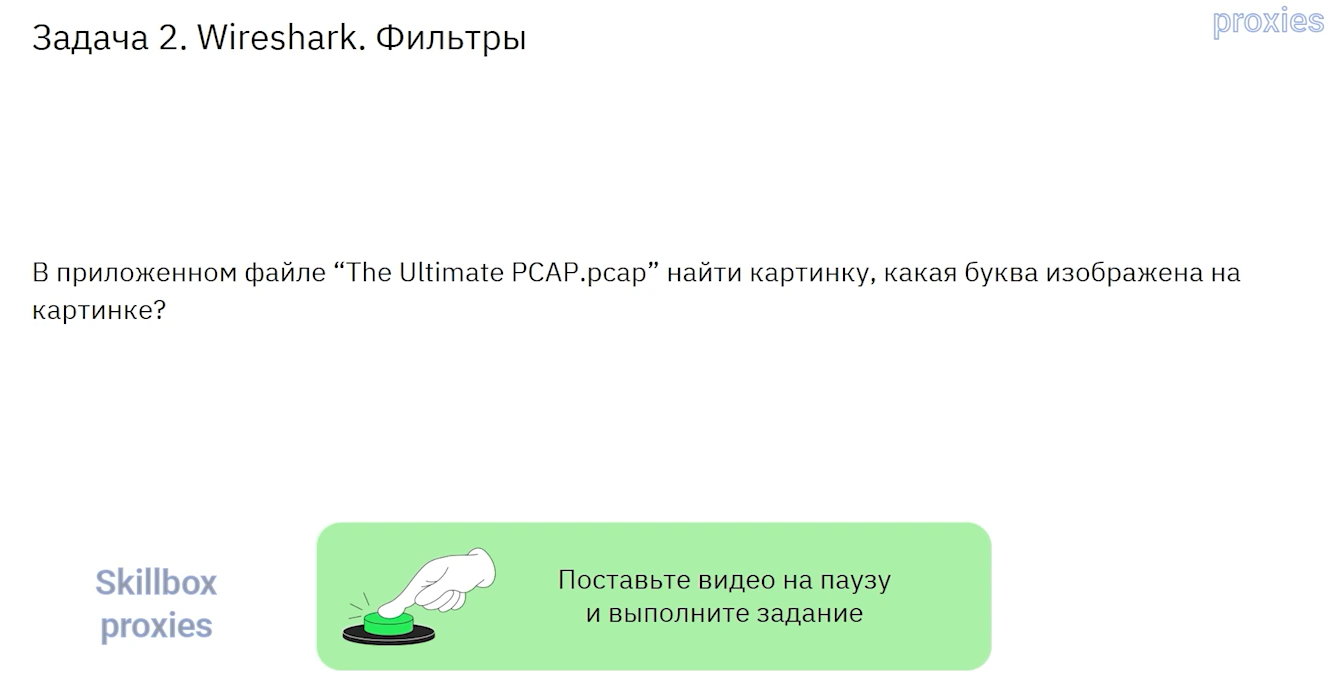 Задача 2. Wireshark. Фильтры
proxies
В приложенном файле “The Ultimate PCAP.pcap” найти картинку, какая буква изображена на
картинке?
Skillbox
proxies
Поставьте видео на паузу
и выполните задание